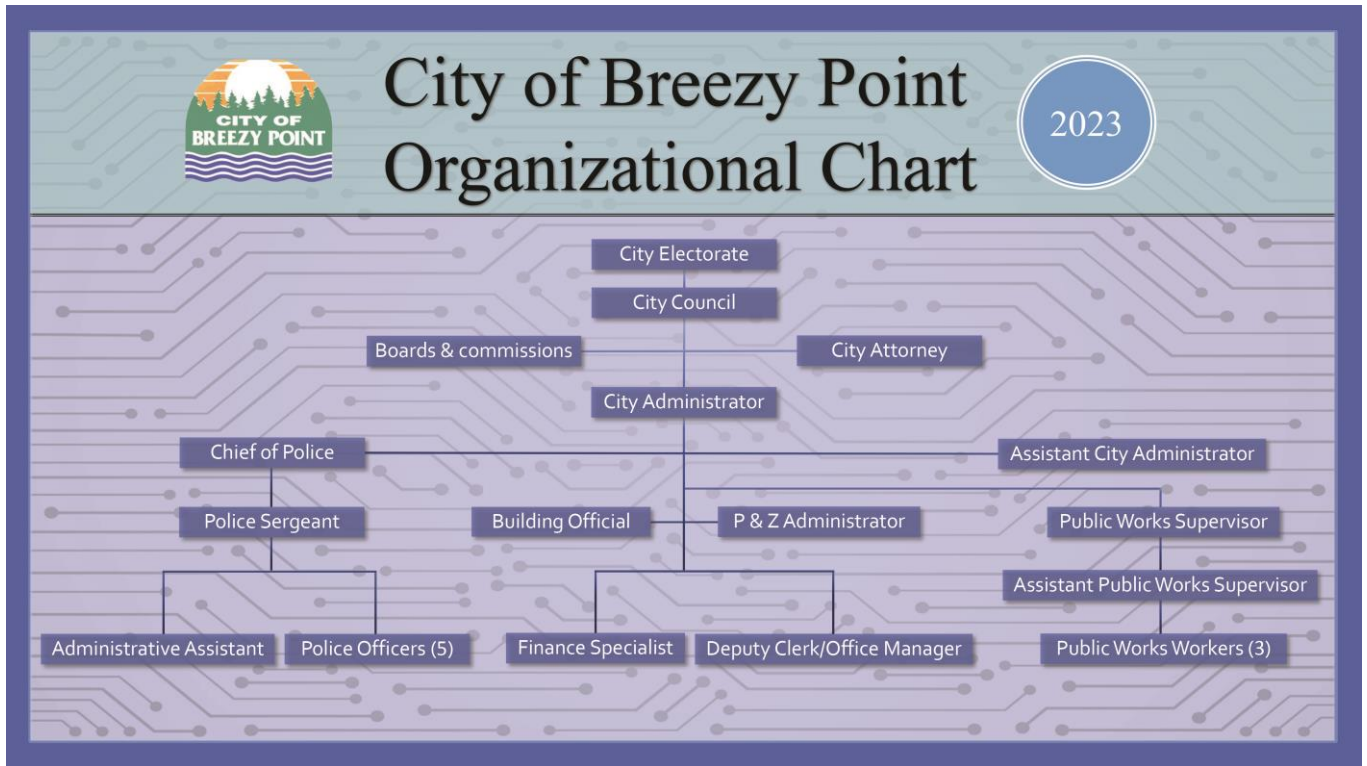 CITY OF
BREEZY POINT
City of Breezy Point
Organizational Chart
2023
City Electorate
City Council
Boards & commissions
City Attorney
City Administrator
Chief of Police
Assistant City Administrator
Police Sergeant
Building Official
P & Z Administrator
Public Works Supervisor
Assistant Public Works Supervisor
Administrative Assistant
Police Officers (5)
Finance Specialist
Deputy Clerk/Office Manager
Public Works Workers (3)